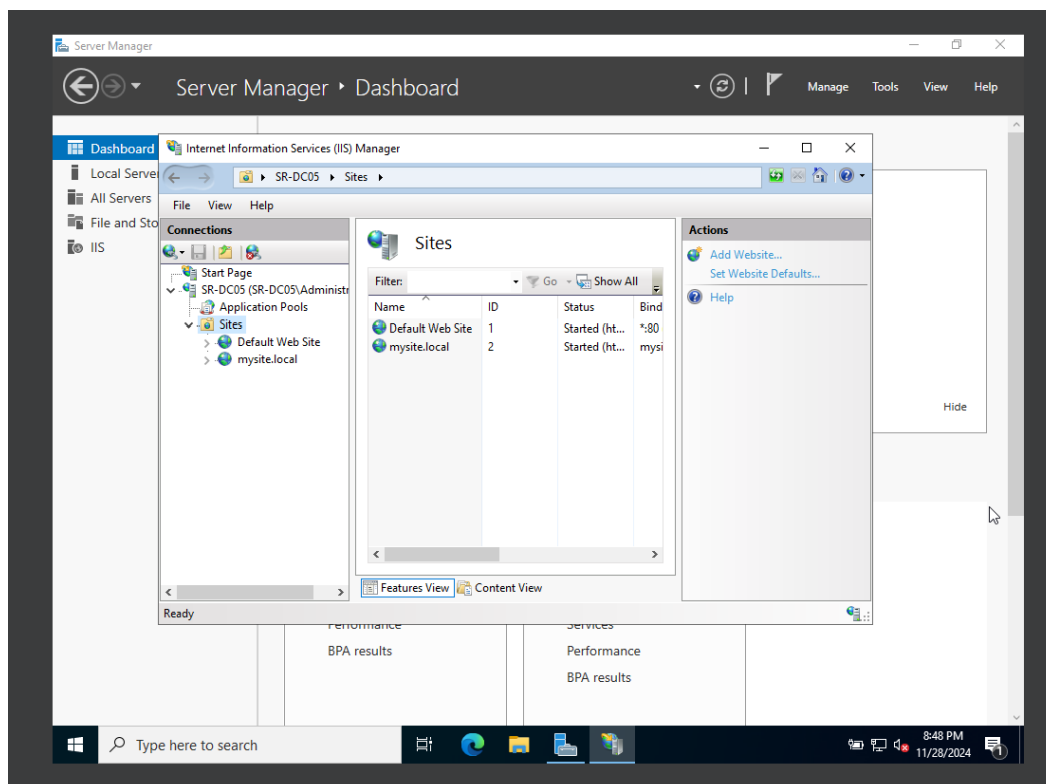 Server Manager
Server Manager ‣ Dashboard
Manage Tools View Help
Dashboard
Local Serve
All Servers
File and Sto
IIS
Internet Information Services (IIS) Manager
SR-DC05 Sites
File View Help
Connections
Start Page
SR-DC05 (SR-DC05\Administr
Application Pools
Sites
Default Web Site
mysite.local
Sites
Filter: Go Show All
Name ID Status Bind
Default Web Site 1 Started (ht... *:80
mysite.local 2 Started (ht... mysi
Features View Content View
Actions
Add Website...
Set Website Defaults...
Help
Ready
Hide
Performance
BPA results
Services
Performance
BPA results
Type here to search
8:48 PM
11/28/2024
1